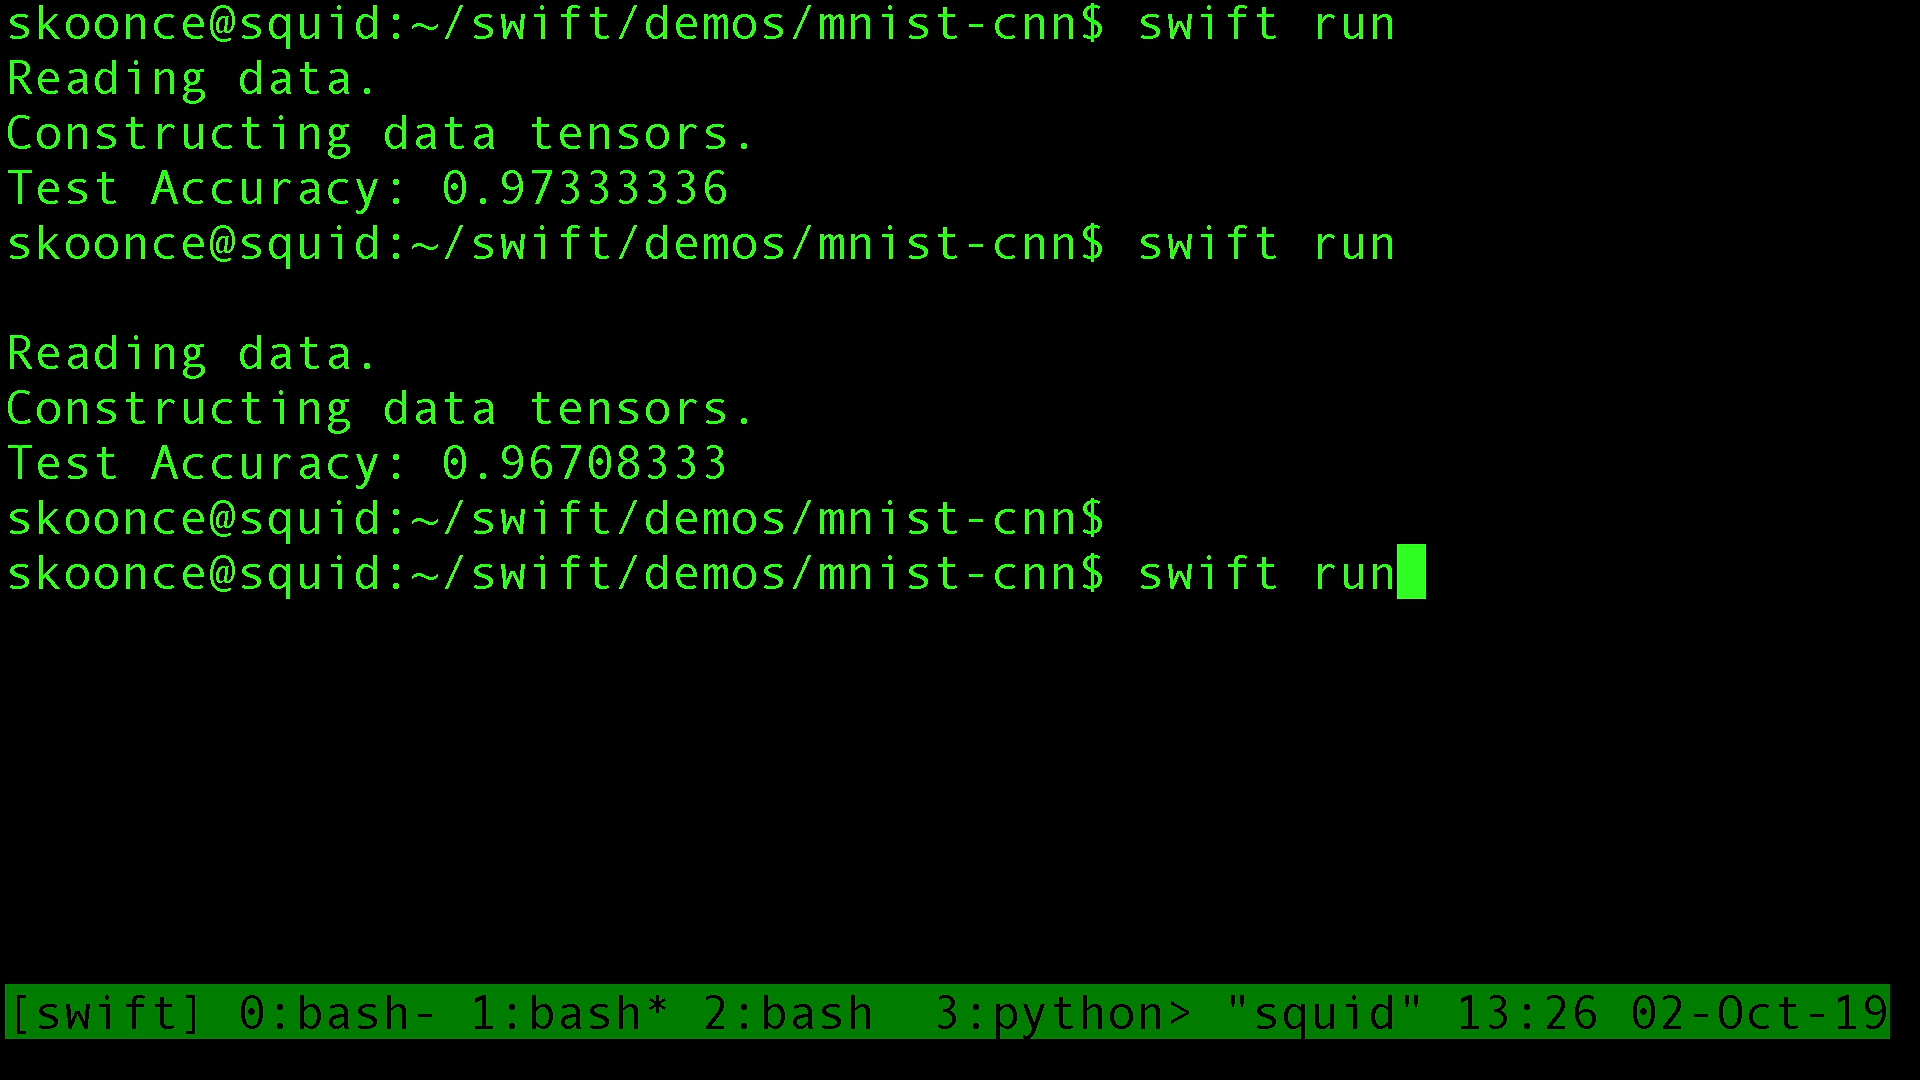 skoonce@squid:~/swift/demos/mnist-cnn$ swift run
Reading data.
Constructing data tensors.
Test Accuracy: 0.97333336
skoonce@squid:~/swift/demos/mnist-cnn$ swift run
Reading data.
Constructing data tensors.
Test Accuracy: 0.96708333
skoonce@squid:~/swift/demos/mnist-cnn$
skoonce@squid:~/swift/demos/mnist-cnn$ swift run
[swift] 0:bash- 1:bash* 2:bash  3:python> "squid" 13:26 02-Oct-19